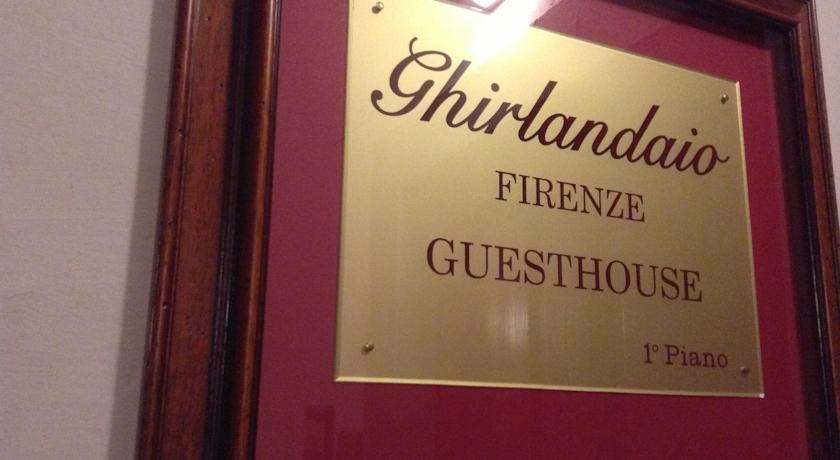 Ghirlandaio
FIRENZE
GUESTHOUSE
1° Piano